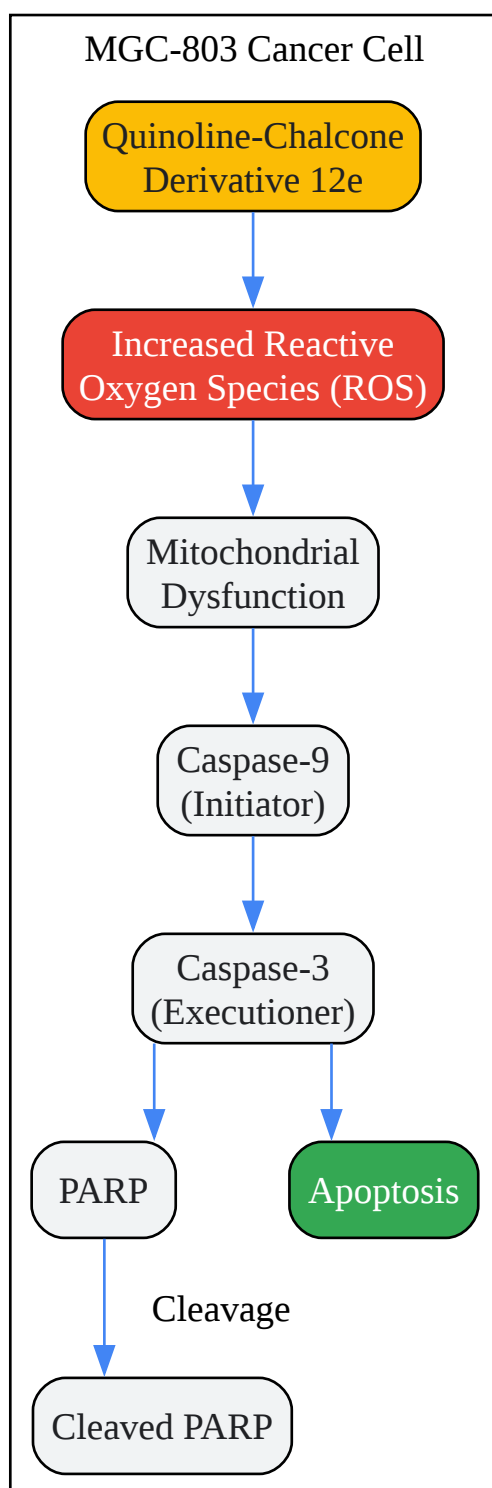 MGC-803 Cancer Cell
Quinoline-Chalcone
Derivative 12e
Increased Reactive
Oxygen Species (ROS)
Mitochondrial
Dysfunction
Caspase-9
(Initiator)
Caspase-3
(Executioner)
PARP
Apoptosis
Cleavage
Cleaved PARP